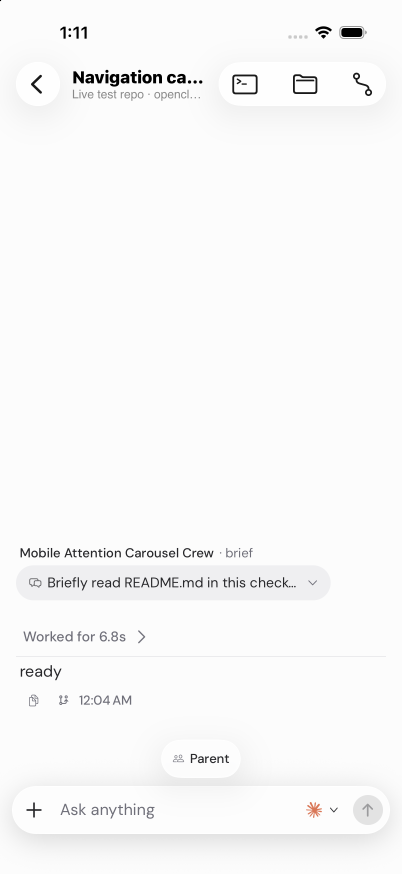 1:11
Navigation ca...
Live test repo · opencl...
Mobile Attention Carousel Crew · brief
Briefly read README.md in this check...
Worked for 6.8s
ready
12:04 AM
Parent
Ask anything